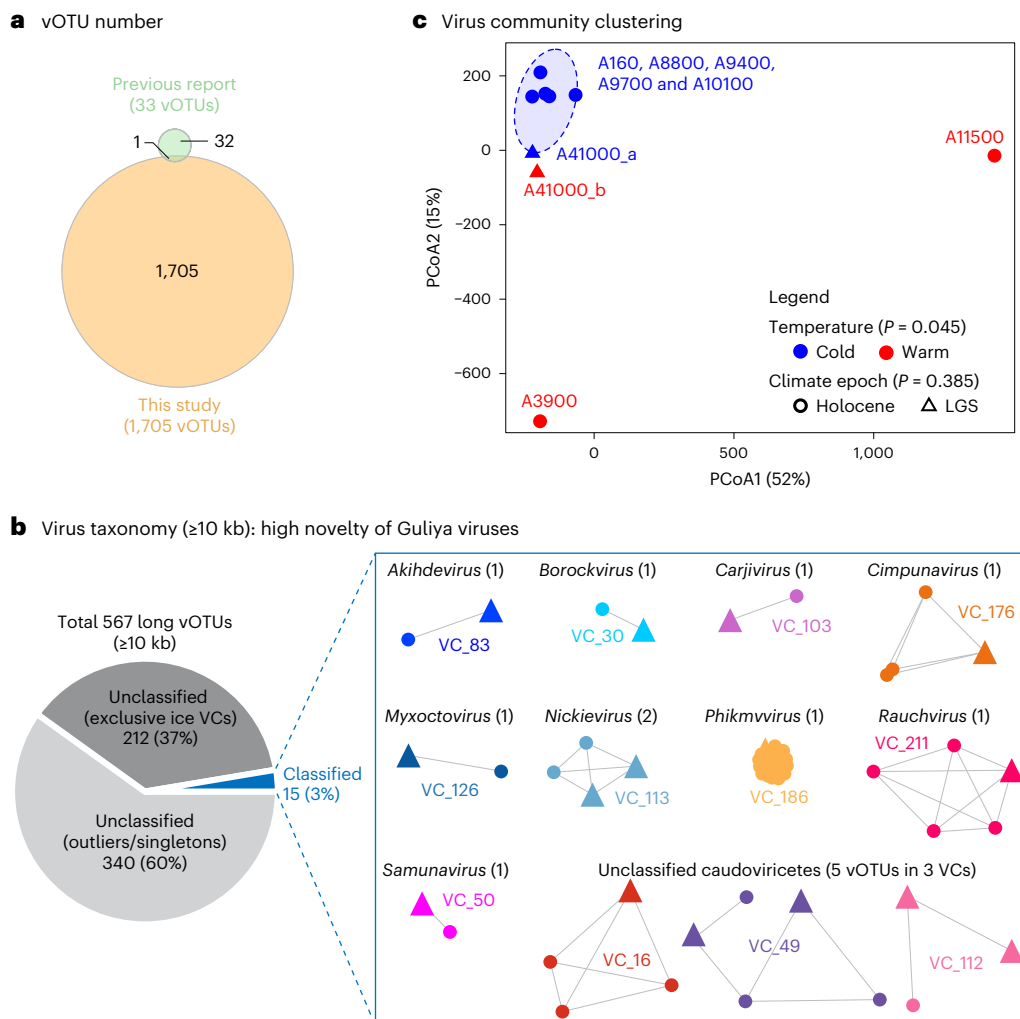 a vOTU number
Previous report
(33 vOTUs)
1
32
1,705
This study
(1,705 vOTUs)
c Virus community clustering
200
0
−200
−400
−600
PCoA2 (15%)
A160, A8800, A9400,
A9700 and A10100
A41000_a
A41000_b
A11500
A3900
Legend
Temperature (P = 0.045)
Cold
Warm
Climate epoch (P = 0.385)
Holocene
LGS
0
500
1,000
PCoA1 (52%)
b Virus taxonomy (≥10 kb): high novelty of Guliya viruses
Total 567 long vOTUs
(≥10 kb)
Unclassified
(exclusive ice VCs)
212 (37%)
Classified
15 (3%)
Unclassified
(outliers/singletons)
340 (60%)
Akihdevirus (1)
VC_83
Borockvirus (1)
VC_30
Carjivirus (1)
VC_103
Cimpunavirus (1)
VC_176
Myxoctovirus (1)
VC_126
Nickievirus (2)
VC_113
Phikmvvirus (1)
VC_186
Rauchvirus (1)
VC_211
Samunavirus (1)
VC_50
Unclassified caudoviricetes (5 vOTUs in 3 VCs)
VC_16
VC_49
VC_112